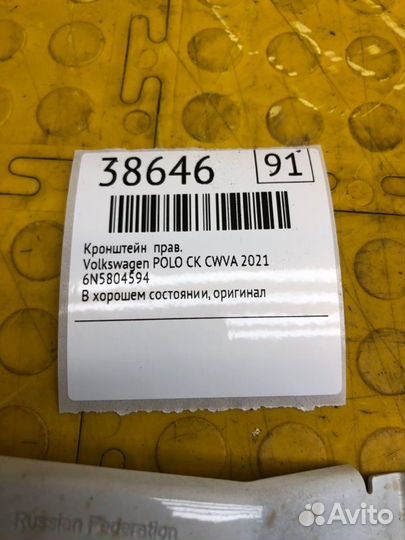 38646 91
Кронштейн прав.
Volkswagen POLO CK CWVA 2021
6N5804594
В хорошем состоянии, оригинал
Russian Federation
Avito